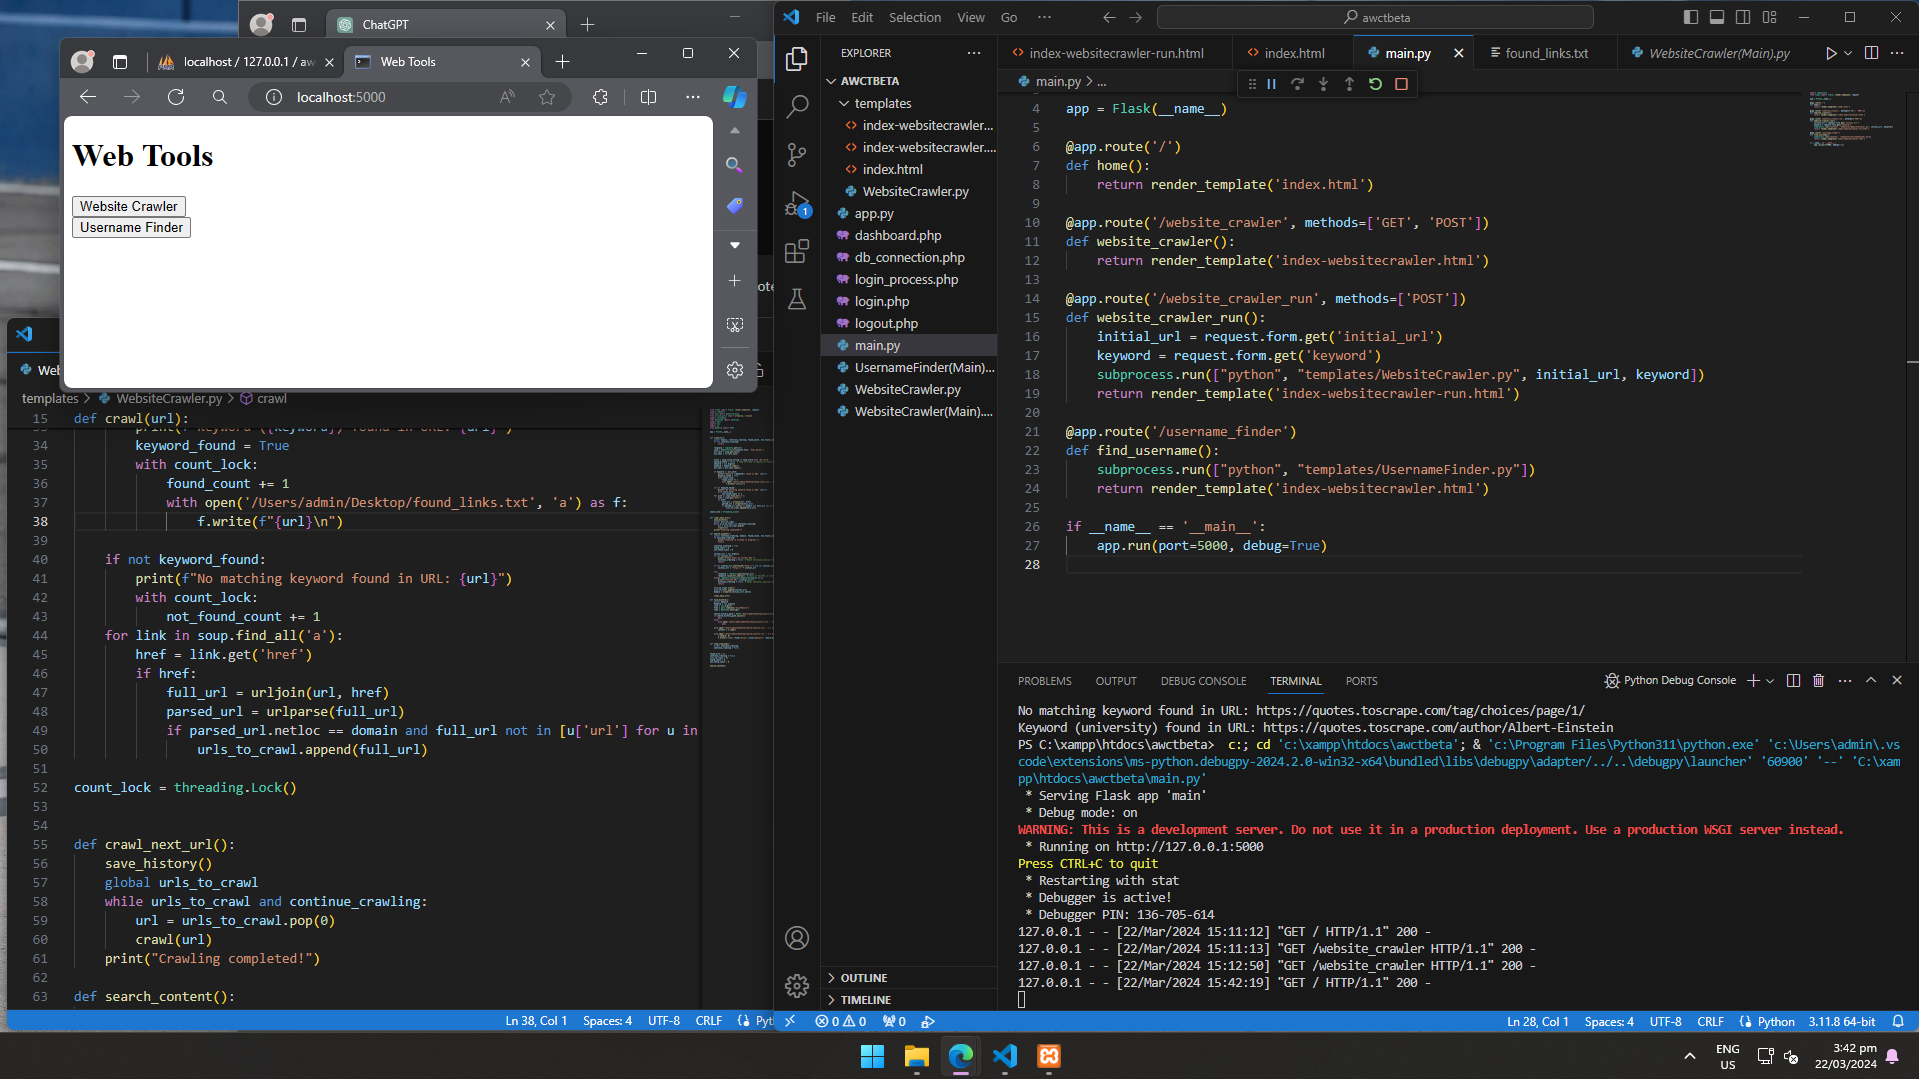 ChatGPT
localhost / 127.0.0.1 / aw
Web Tools
localhost:5000
Web Tools
Website Crawler
Username Finder
templates > WebsiteCrawler.py > crawl
15 def crawl(url):
34 keyword_found = True
35 with count_lock:
36 found_count += 1
37 with open('/Users/admin/Desktop/found_links.txt', 'a') as f:
38 f.write(f"{url}\n")
39
40 if not keyword_found:
41 print(f"No matching keyword found in URL: {url}")
42 with count_lock:
43 not_found_count += 1
44 for link in soup.find_all('a'):
45 href = link.get('href')
46 if href:
47 full_url = urljoin(url, href)
48 parsed_url = urlparse(full_url)
49 if parsed_url.netloc == domain and full_url not in [u['url'] for u in
50 urls_to_crawl.append(full_url)
51
52 count_lock = threading.Lock()
53
54
55 def crawl_next_url():
56 save_history()
57 global urls_to_crawl
58 while urls_to_crawl and continue_crawling:
59 url = urls_to_crawl.pop(0)
60 crawl(url)
61 print("Crawling completed!")
62
63 def search_content():
Ln 38, Col 1 Spaces: 4 UTF-8 CRLF
File Edit Selection View Go ···
awctbeta
EXPLORER ···
AWCTBETA
templates
index-websitecrawler...
index-websitecrawler....
index.html
WebsiteCrawler.py
app.py
dashboard.php
db_connection.php
login_process.php
login.php
logout.php
main.py
UsernameFinder(Main)...
WebsiteCrawler.py
WebsiteCrawler(Main)....
OUTLINE
TIMELINE
1
index-websitecrawler-run.html index.html main.py found_links.txt WebsiteCrawler(Main).py
main.py > ...
4 app = Flask(__name__)
5
6 @app.route('/')
7 def home():
8 return render_template('index.html')
9
10 @app.route('/website_crawler', methods=['GET', 'POST'])
11 def website_crawler():
12 return render_template('index-websitecrawler.html')
13
14 @app.route('/website_crawler_run', methods=['POST'])
15 def website_crawler_run():
16 initial_url = request.form.get('initial_url')
17 keyword = request.form.get('keyword')
18 subprocess.run(["python", "templates/WebsiteCrawler.py", initial_url, keyword])
19 return render_template('index-websitecrawler-run.html')
20
21 @app.route('/username_finder')
22 def find_username():
23 subprocess.run(["python", "templates/UsernameFinder.py"])
24 return render_template('index-websitecrawler.html')
25
26 if __name__ == '__main__':
27 app.run(port=5000, debug=True)
28
PROBLEMS OUTPUT DEBUG CONSOLE TERMINAL PORTS
Python Debug Console
No matching keyword found in URL: https://quotes.toscrape.com/tag/choices/page/1/
Keyword (university) found in URL: https://quotes.toscrape.com/author/Albert-Einstein
PS C:\xampp\htdocs\awctbeta> c:; cd 'c:\xampp\htdocs\awctbeta'; & 'c:\Program Files\Python311\python.exe' 'c:\Users\admin\.vs
code\extensions\ms-python.debugpy-2024.2.0-win32-x64\bundled\libs\debugpy\adapter/../..\debugpy\launcher' '60900' '--' 'C:\xam
pp\htdocs\awctbeta\main.py'
* Serving Flask app 'main'
* Debug mode: on
WARNING: This is a development server. Do not use it in a production deployment. Use a production WSGI server instead.
* Running on http://127.0.0.1:5000
Press CTRL+C to quit
* Restarting with stat
* Debugger is active!
* Debugger PIN: 136-705-614
127.0.0.1 - - [22/Mar/2024 15:11:12] "GET / HTTP/1.1" 200 -
127.0.0.1 - - [22/Mar/2024 15:11:13] "GET /website_crawler HTTP/1.1" 200 -
127.0.0.1 - - [22/Mar/2024 15:12:50] "GET /website_crawler HTTP/1.1" 200 -
127.0.0.1 - - [22/Mar/2024 15:42:19] "GET / HTTP/1.1" 200 -
0 0 0
Ln 28, Col 1 Spaces: 4 UTF-8 CRLF Python 3.11.8 64-bit
ENG
US
3:42 pm
22/03/2024